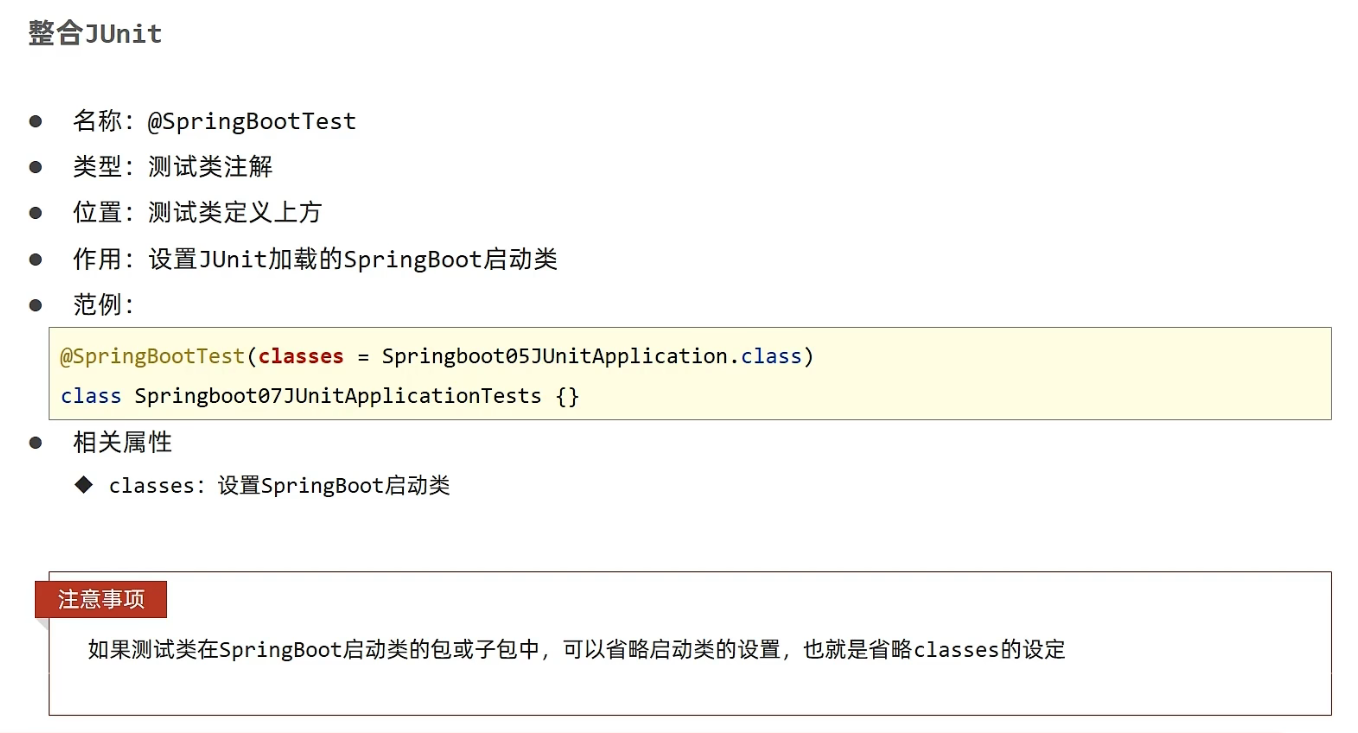 整合JUnit
● 名称：@SpringBootTest
● 类型：测试类注解
● 位置：测试类定义上方
● 作用：设置JUnit加载的SpringBoot启动类
● 范例：
@SpringBootTest(classes = Springboot05JUnitApplication.class)
class Springboot07JUnitApplicationTests {}
● 相关属性
◆ classes：设置SpringBoot启动类
注意事项
如果测试类在SpringBoot启动类的包或子包中，可以省略启动类的设置，也就是省略classes的设定